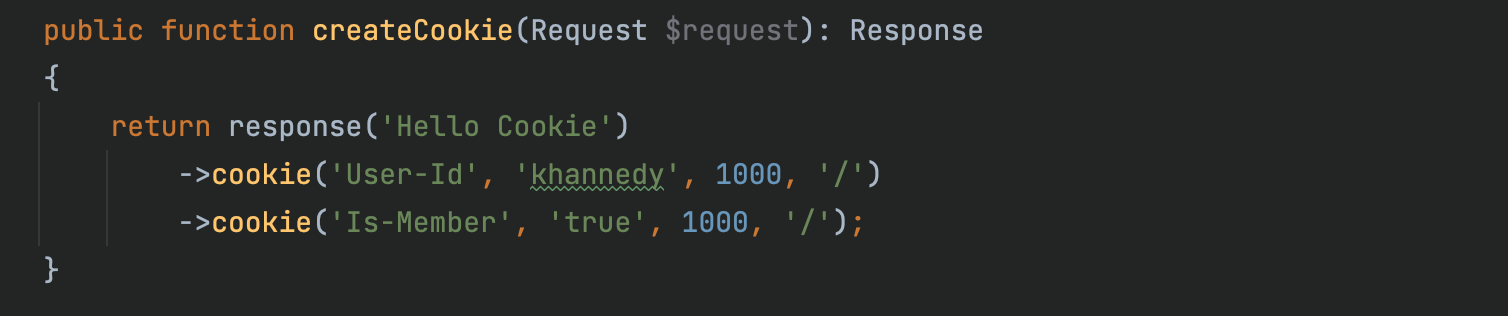 public function createCookie(Request $request): Response
{
    return response('Hello Cookie')
        ->cookie('User-Id', 'khannedy', 1000, '/')
        ->cookie('Is-Member', 'true', 1000, '/');
}